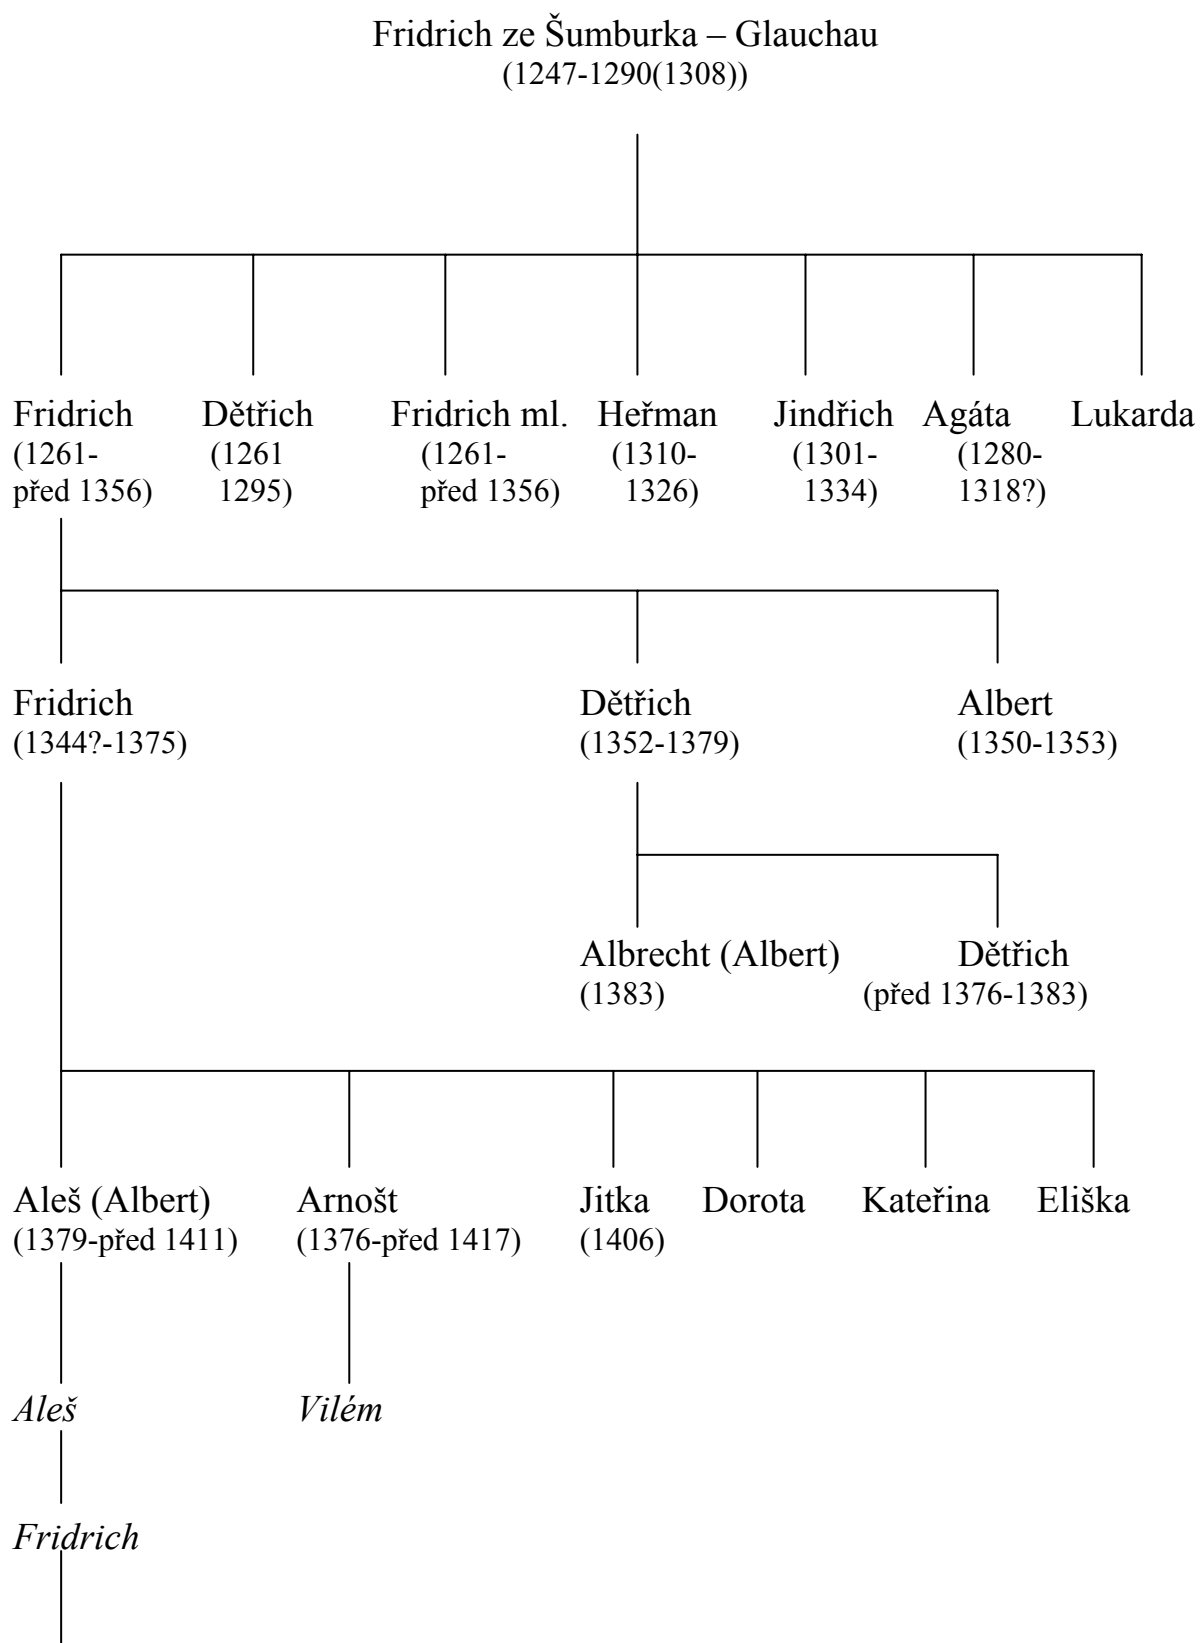 Fridrich ze Šumburka – Glauchau
(1247-1290(1308))
Fridrich Dětřich Fridrich ml. Heřman Jindřich Agáta Lukarda
(1261- (1261 (1261- (1310- (1301- (1280-
před 1356) 1295) před 1356) 1326) 1334) 1318?)
Fridrich Dětřich Albert
(1344?-1375) (1352-1379) (1350-1353)
Albrecht (Albert) Dětřich
(1383) (před 1376-1383)
Aleš (Albert) Arnošt Jitka Dorota Kateřina Eliška
(1379-před 1411) (1376-před 1417) (1406)
Aleš Vilém
Fridrich